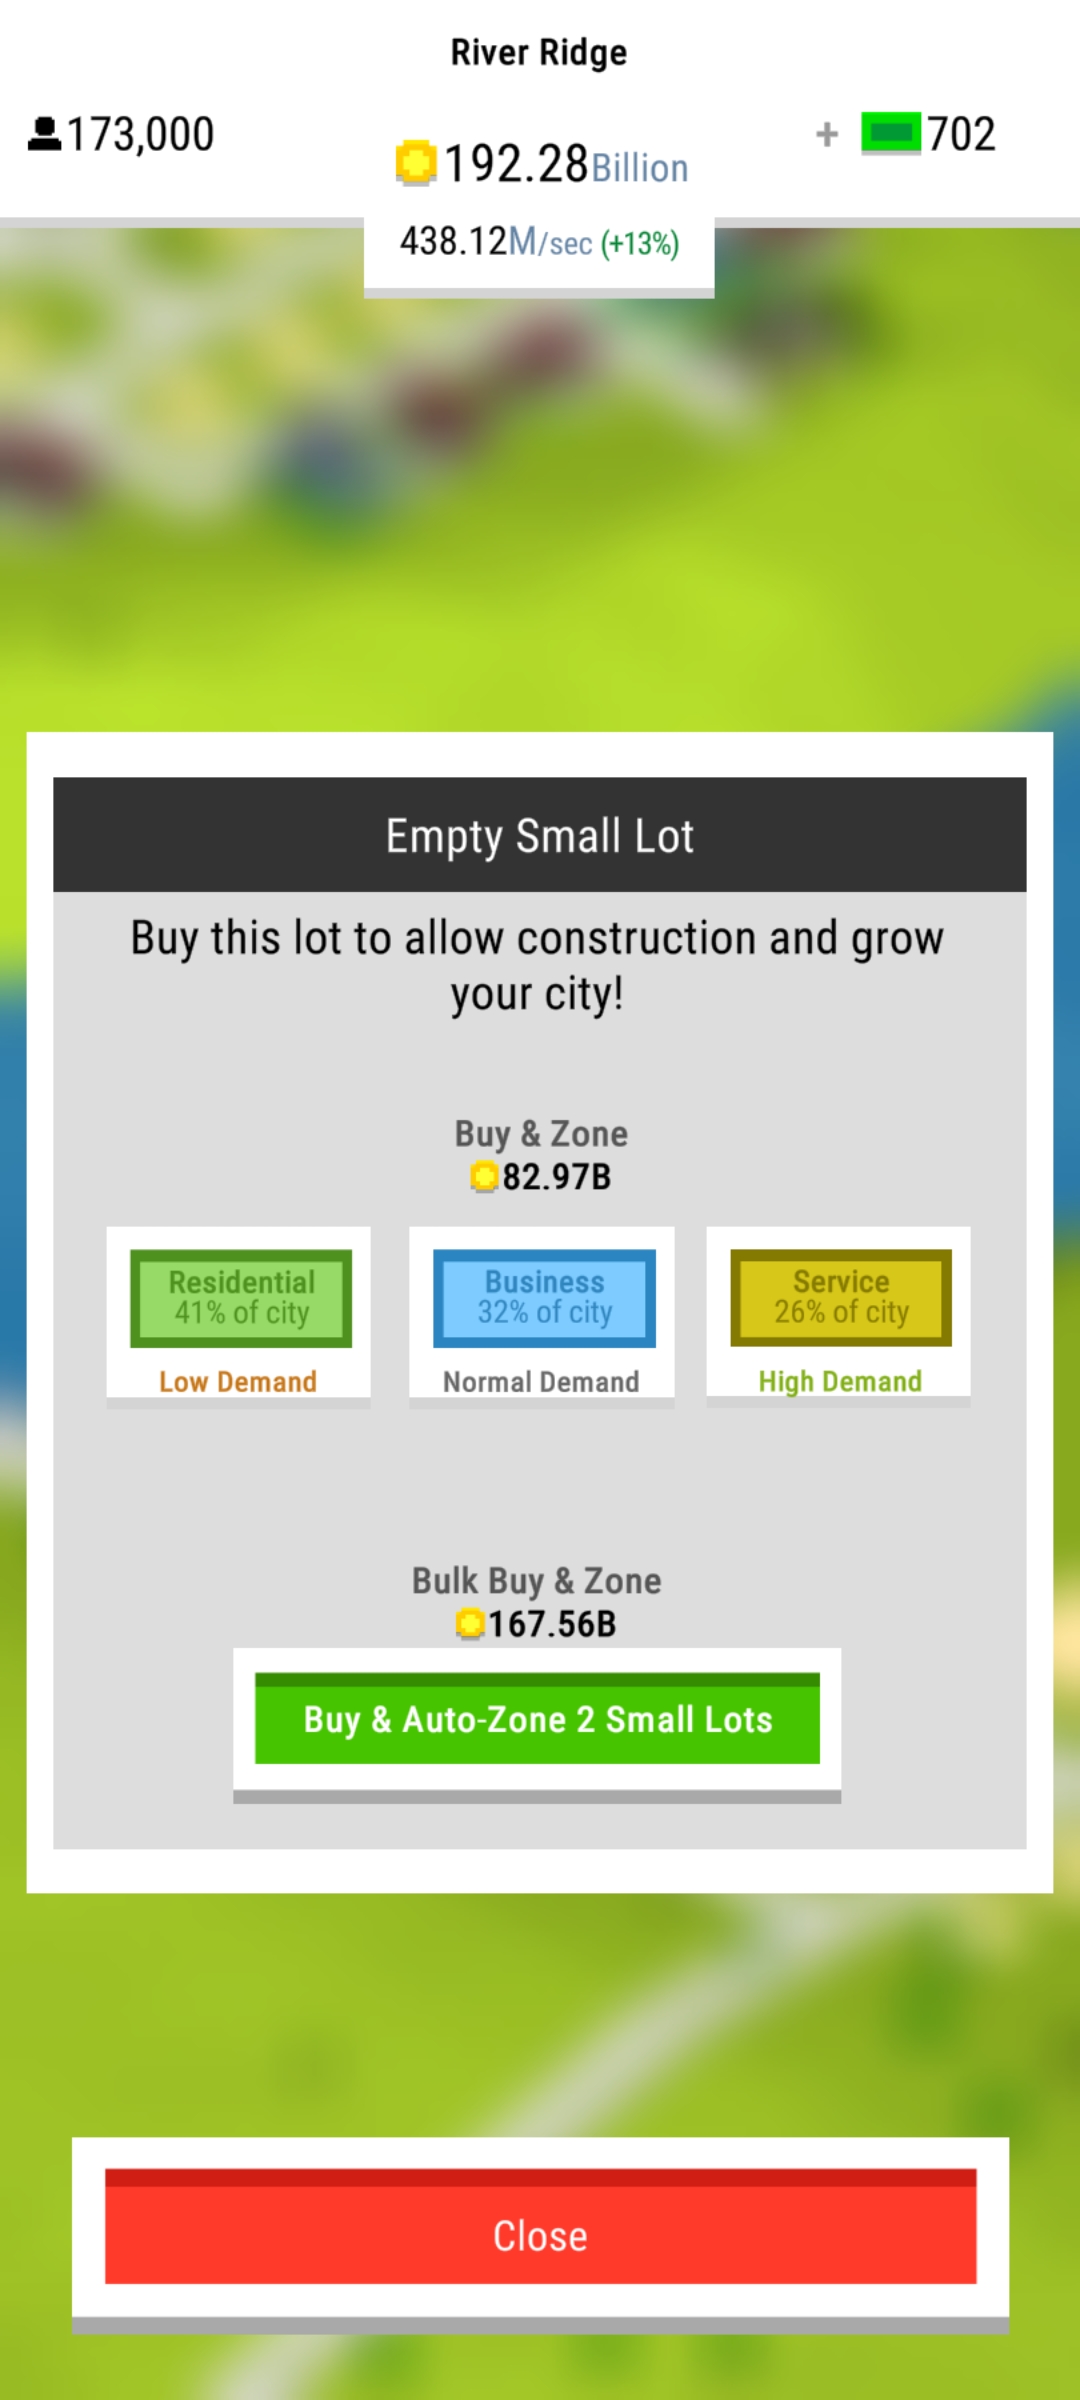 River Ridge
173,000
192.28Billion
+ 702
438.12M/sec (+13%)
Empty Small Lot
Buy this lot to allow construction and grow
your city!
Buy & Zone
82.97B
Residential
41% of city
Low Demand
Business
32% of city
Normal Demand
Service
26% of city
High Demand
Bulk Buy & Zone
167.56B
Buy & Auto-Zone 2 Small Lots
Close